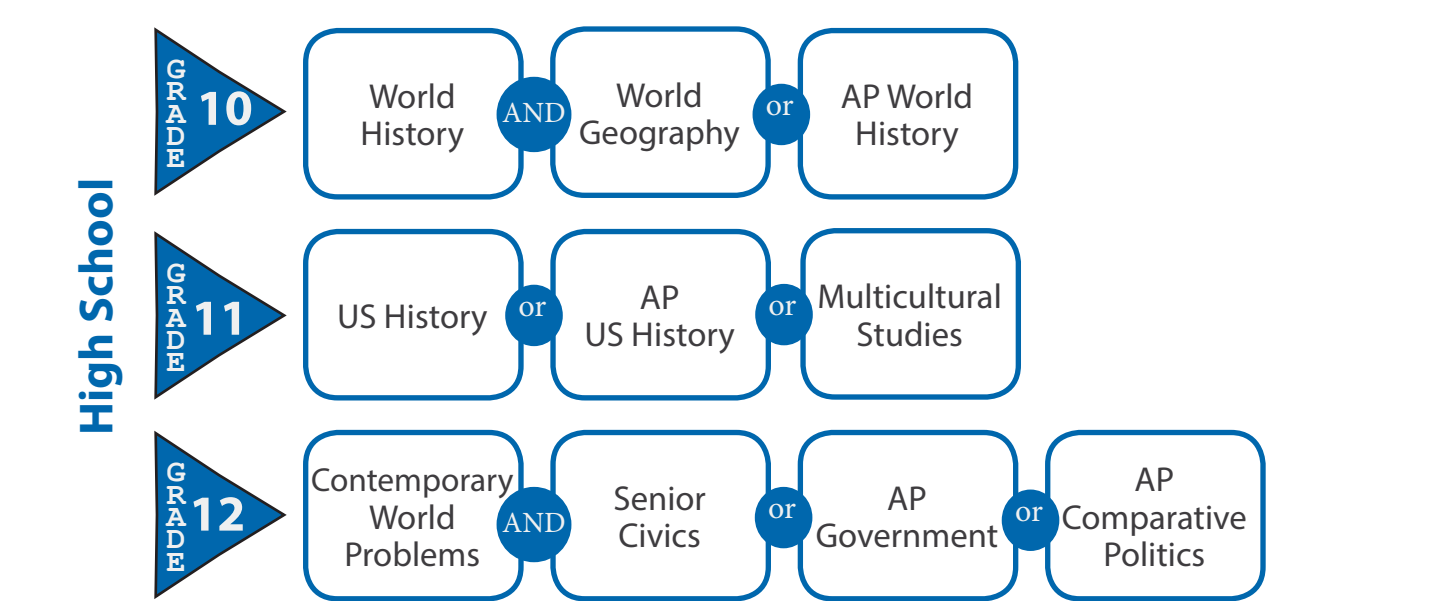 High School
GRADE 10
World
History
AND
World
Geography
or
AP World
History
GRADE 11
US History
or
AP
US History
or
Multicultural
Studies
GRADE 12
Contemporary
World
Problems
AND
Senior
Civics
or
AP
Government
or
AP
Comparative
Politics